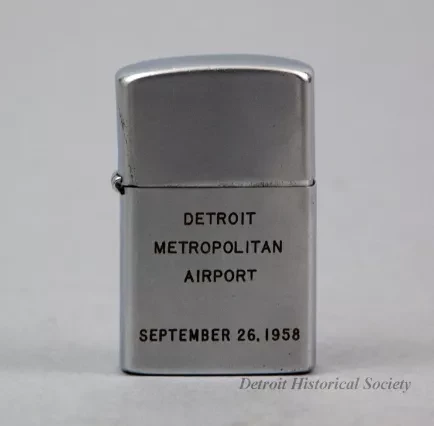 DETROIT
METROPOLITAN
AIRPORT
SEPTEMBER 26, 1958
Detroit Historical Society